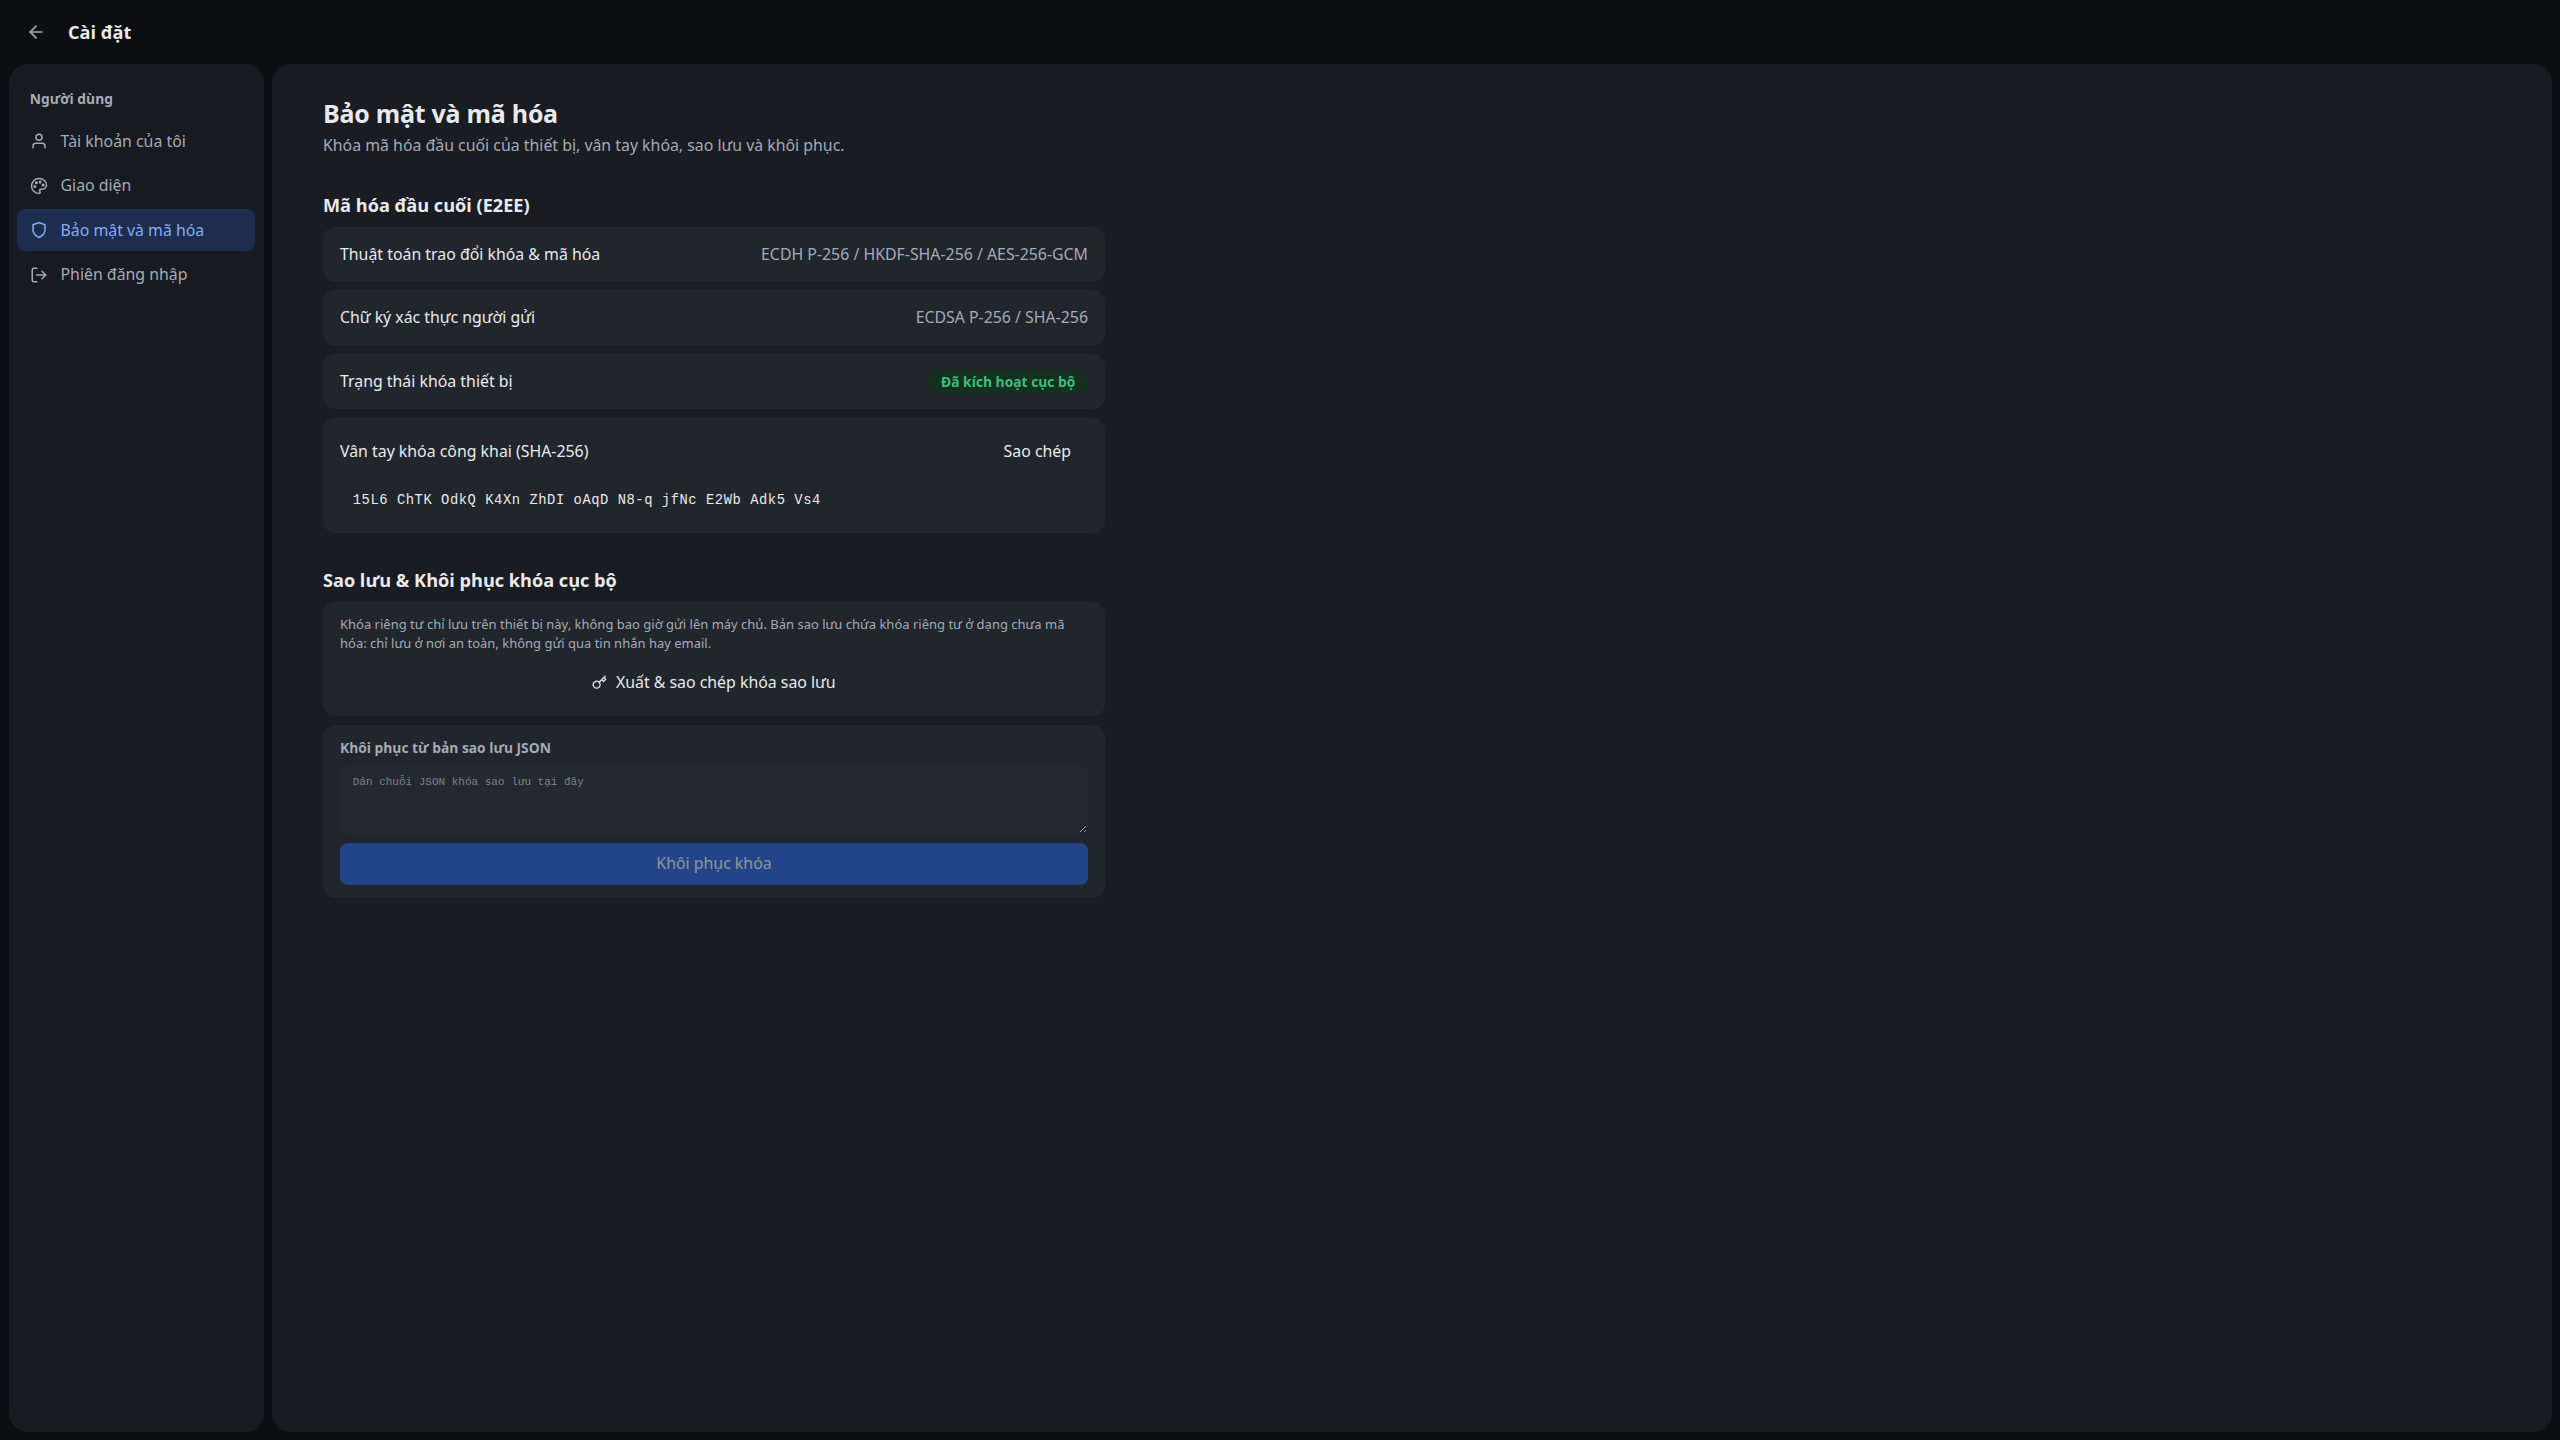 Cài đặt
Người dùng
Tài khoản của tôi
Giao diện
Bảo mật và mã hóa
Phiên đăng nhập
Bảo mật và mã hóa
Khóa mã hóa đầu cuối của thiết bị, vân tay khóa, sao lưu và khôi phục.
Mã hóa đầu cuối (E2EE)
Thuật toán trao đổi khóa & mã hóa
ECDH P-256 / HKDF-SHA-256 / AES-256-GCM
Chữ ký xác thực người gửi
ECDSA P-256 / SHA-256
Trạng thái khóa thiết bị
Đã kích hoạt cục bộ
Vân tay khóa công khai (SHA-256)
Sao chép
15L6 ChTK OdkQ K4Xn ZhDI oAqD N8-q jfNc E2Wb Adk5 Vs4
Sao lưu & Khôi phục khóa cục bộ
Khóa riêng tư chỉ lưu trên thiết bị này, không bao giờ gửi lên máy chủ. Bản sao lưu chứa khóa riêng tư ở dạng chưa mã
hóa: chỉ lưu ở nơi an toàn, không gửi qua tin nhắn hay email.
Xuất & sao chép khóa sao lưu
Khôi phục từ bản sao lưu JSON
Dán chuỗi JSON khóa sao lưu tại đây
Khôi phục khóa